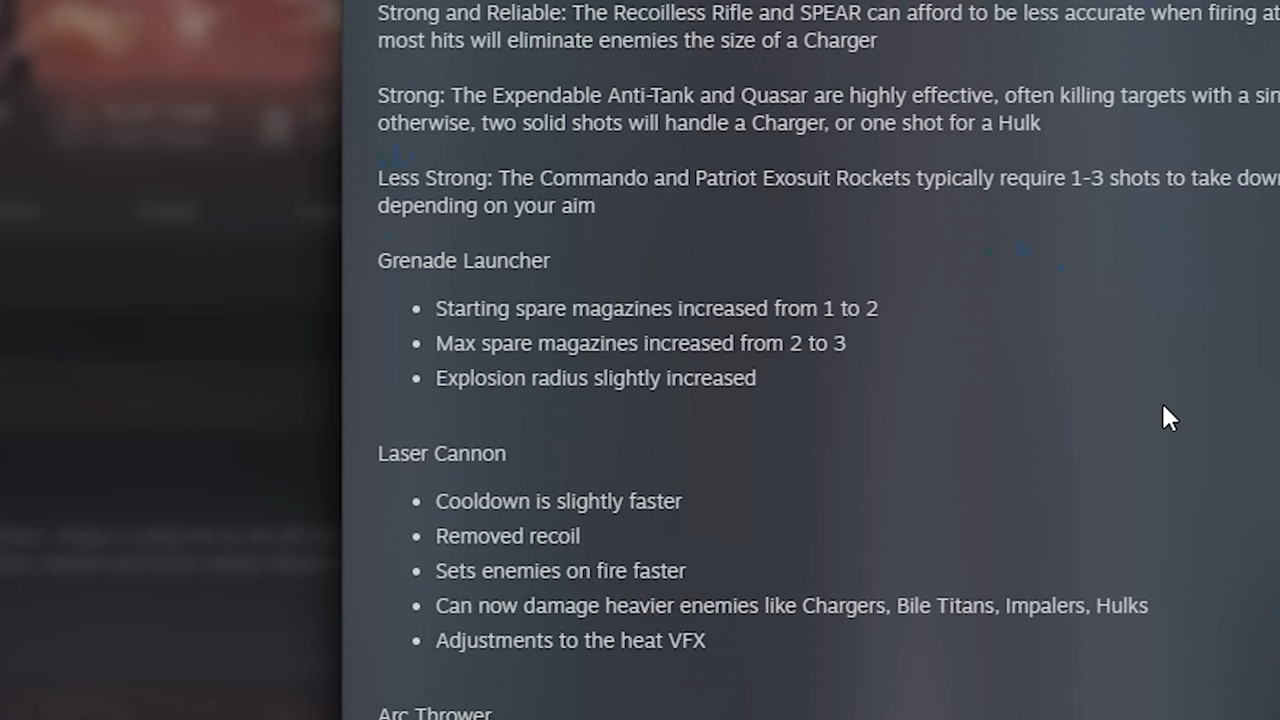 Strong and Reliable: The Recoilless Rifle and SPEAR can afford to be less accurate when firing at
most hits will eliminate enemies the size of a Charger
Strong: The Expendable Anti-Tank and Quasar are highly effective, often killing targets with a
otherwise, two solid shots will handle a Charger, or one shot for a Hulk
Less Strong: The Commando and Patriot Exosuit Rockets typically require 1-3 shots to take
depending on your aim
Grenade Launcher
• Starting spare magazines increased from 1 to 2
• Max spare magazines increased from 2 to 3
• Explosion radius slightly increased
Laser Cannon
• Cooldown is slightly faster
• Removed recoil
• Sets enemies on fire faster
• Can now damage heavier enemies like Chargers, Bile Titans, Impalers, Hulks
• Adjustments to the heat VFX
Arc Thrower